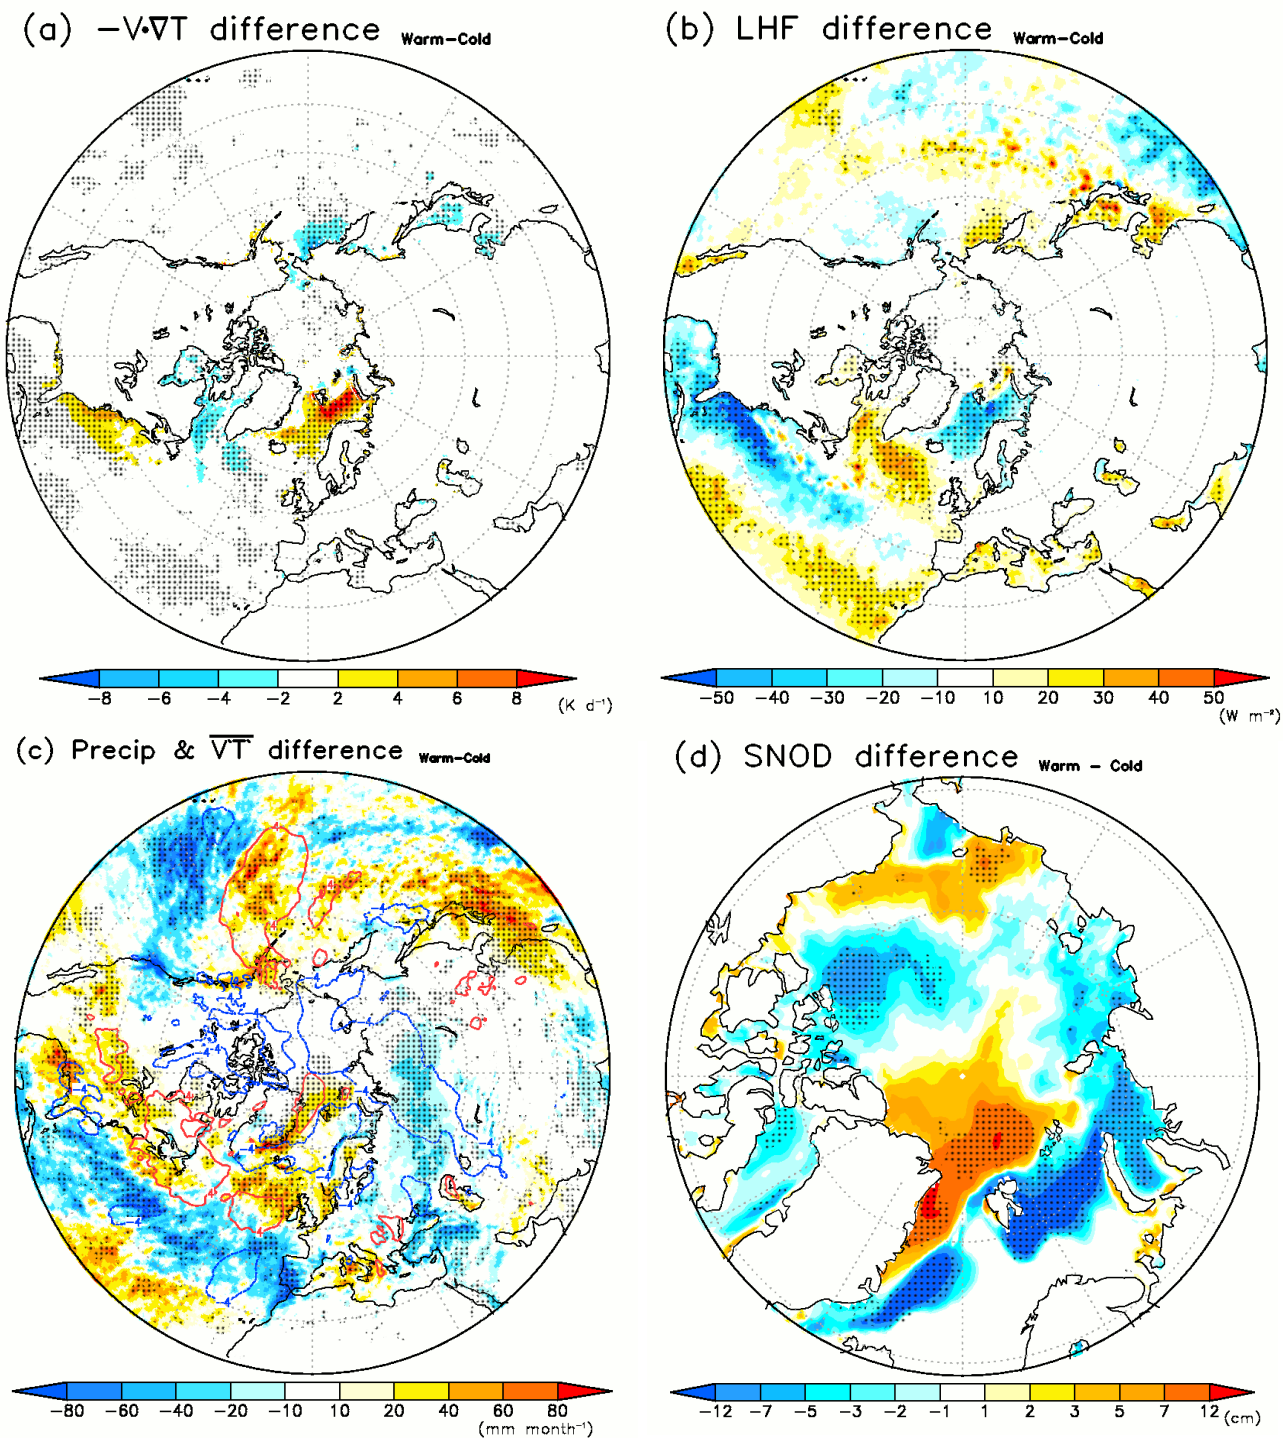 (a) −V•∇T difference Warm−Cold
−8 −6 −4 −2 2 4 6 8
(K d⁻¹)
(b) LHF difference Warm−Cold
−50 −40 −30 −20 −10 10 20 30 40 50
(W m⁻²)
(c) Precip & V̅T̅ difference Warm−Cold
−80 −60 −40 −20 −10 10 20 40 60 80
(mm month⁻¹)
(d) SNOD difference Warm − Cold
−12 −7 −5 −3 −2 −1 1 2 3 5 7 12
(cm)